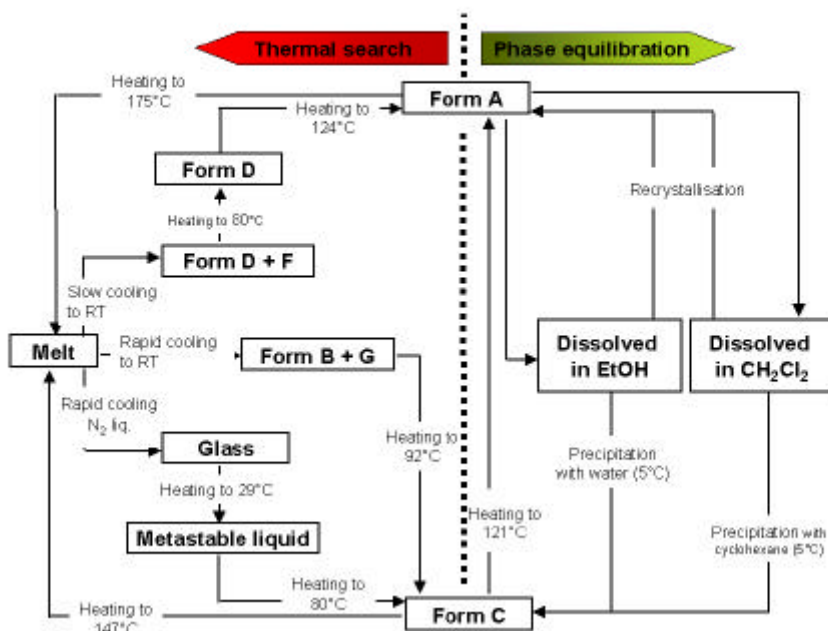 Thermal search
Phase equilibration
Heating to
175°C
Form A
Heating to
124°C
Form D
Recrystallisation
Heating to 80°C
Form D + F
Slow cooling
to RT
Melt
Rapid cooling
to RT
Form B + G
Dissolved
in EtOH
Dissolved
in CH₂Cl₂
Rapid cooling
N₂ liq.
Glass
Heating to
92°C
Precipitation
with water (5°C)
Heating to 29°C
Metastable liquid
Heating to
121°C
Precipitation with
cyclohexane (5°C)
Heating to
80°C
Form C
Heating to
147°C